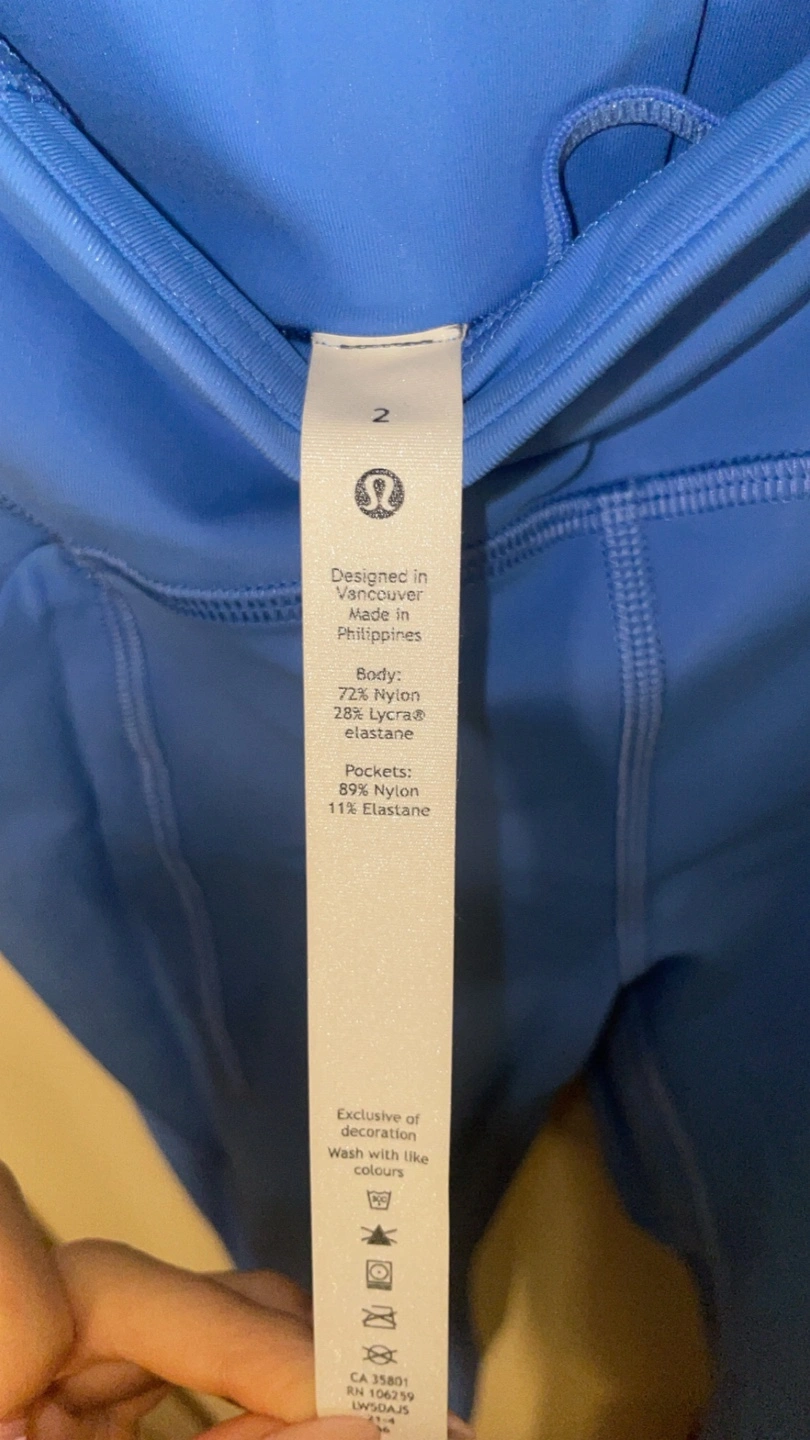 2
Designed in
Vancouver
Made in
Philippines
Body:
72% Nylon
28% Lycra®
elastane
Pockets:
89% Nylon
11% Elastane
Exclusive of
decoration
Wash with like
colours
CA 35801
RN 106259
LW5DAJS